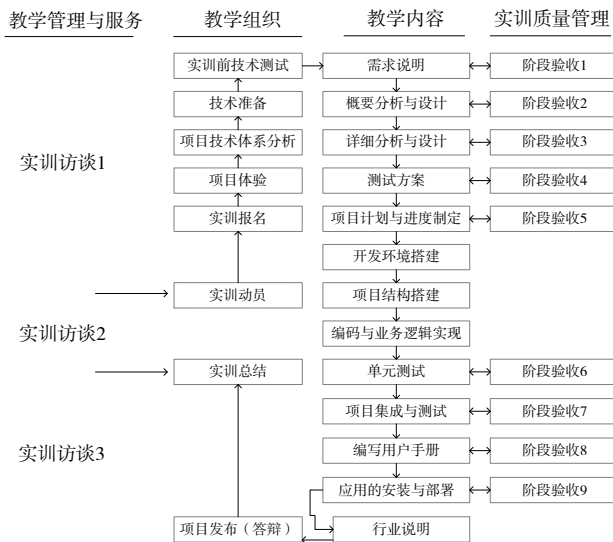 教学管理与服务 教学组织 教学内容 实训质量管理
实训前技术测试 需求说明 阶段验收1
技术准备 概要分析与设计 阶段验收2
项目技术体系分析 详细分析与设计 阶段验收3
实训访谈1
项目体验 测试方案 阶段验收4
实训报名 项目计划与进度制定 阶段验收5
开发环境搭建
实训动员 项目结构搭建
实训访谈2 编码与业务逻辑实现
实训总结 单元测试 阶段验收6
项目集成与测试 阶段验收7
实训访谈3 编写用户手册 阶段验收8
应用的安装与部署 阶段验收9
项目发布（答辩） 行业说明